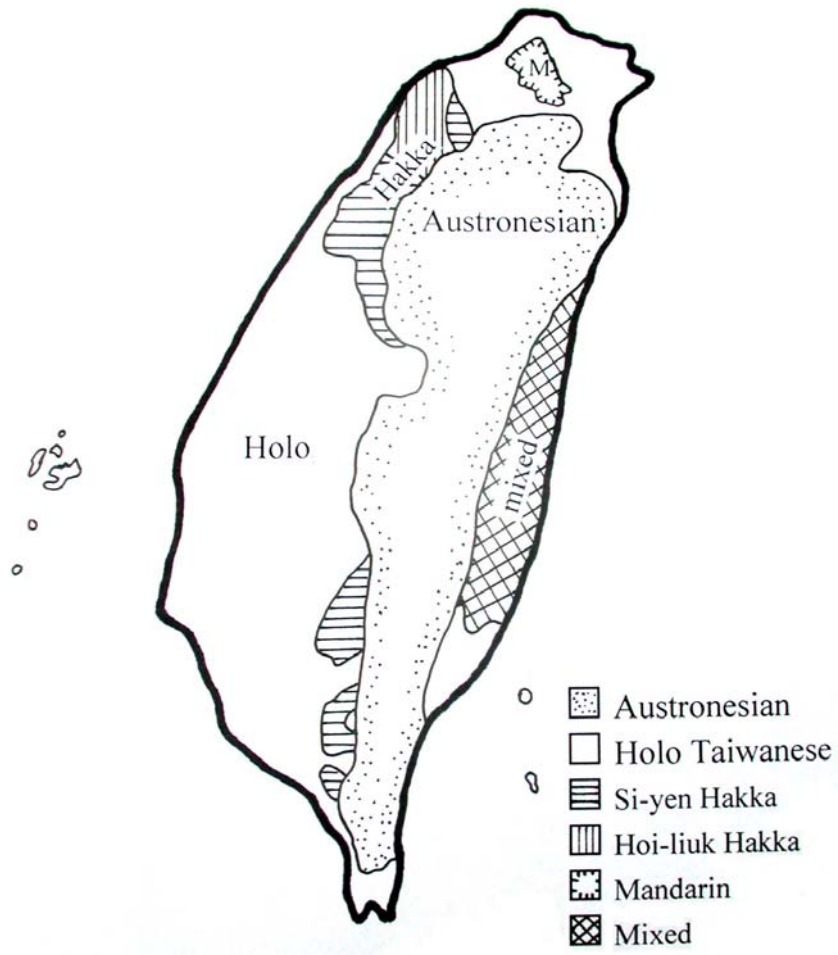 M
Hakka
Austronesian
Holo
mixed
Austronesian
Holo Taiwanese
Si-yen Hakka
Hoi-liuk Hakka
Mandarin
Mixed